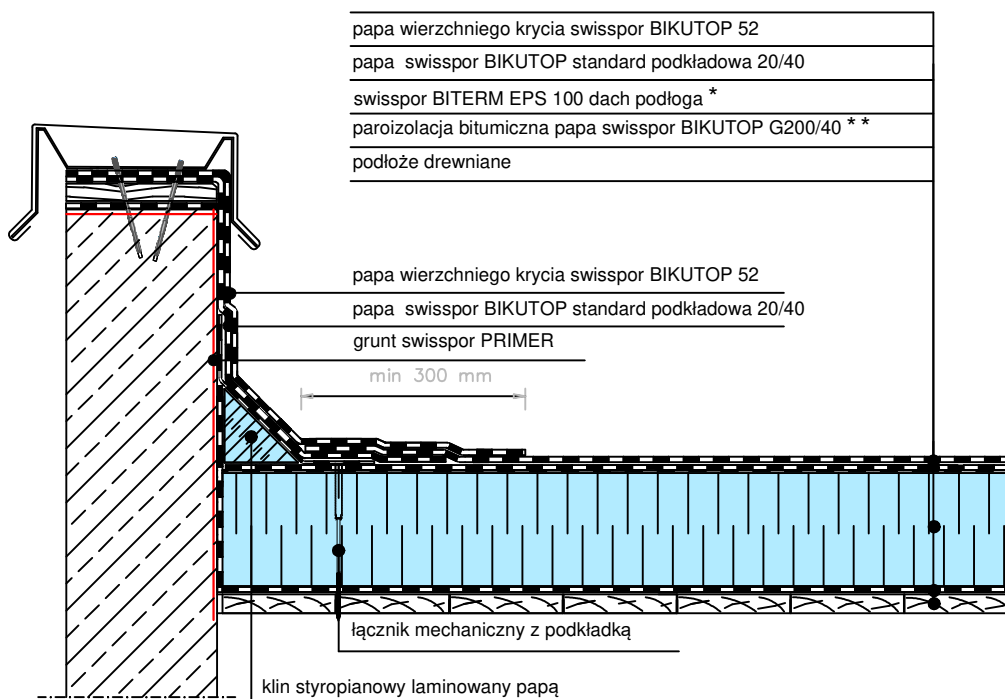 papa wierzchniego krycia swisspor BIKUTOP 52
papa swisspor BIKUTOP standard podkładowa 20/40
swisspor BITERM EPS 100 dach podłoga *
paroizolacja bitumiczna papa swisspor BIKUTOP G200/40 * *
podłoże drewniane
papa wierzchniego krycia swisspor BIKUTOP 52
papa swisspor BIKUTOP standard podkładowa 20/40
grunt swisspor PRIMER
min 300 mm
łącznik mechaniczny z podkładką
klin styropianowy laminowany papą